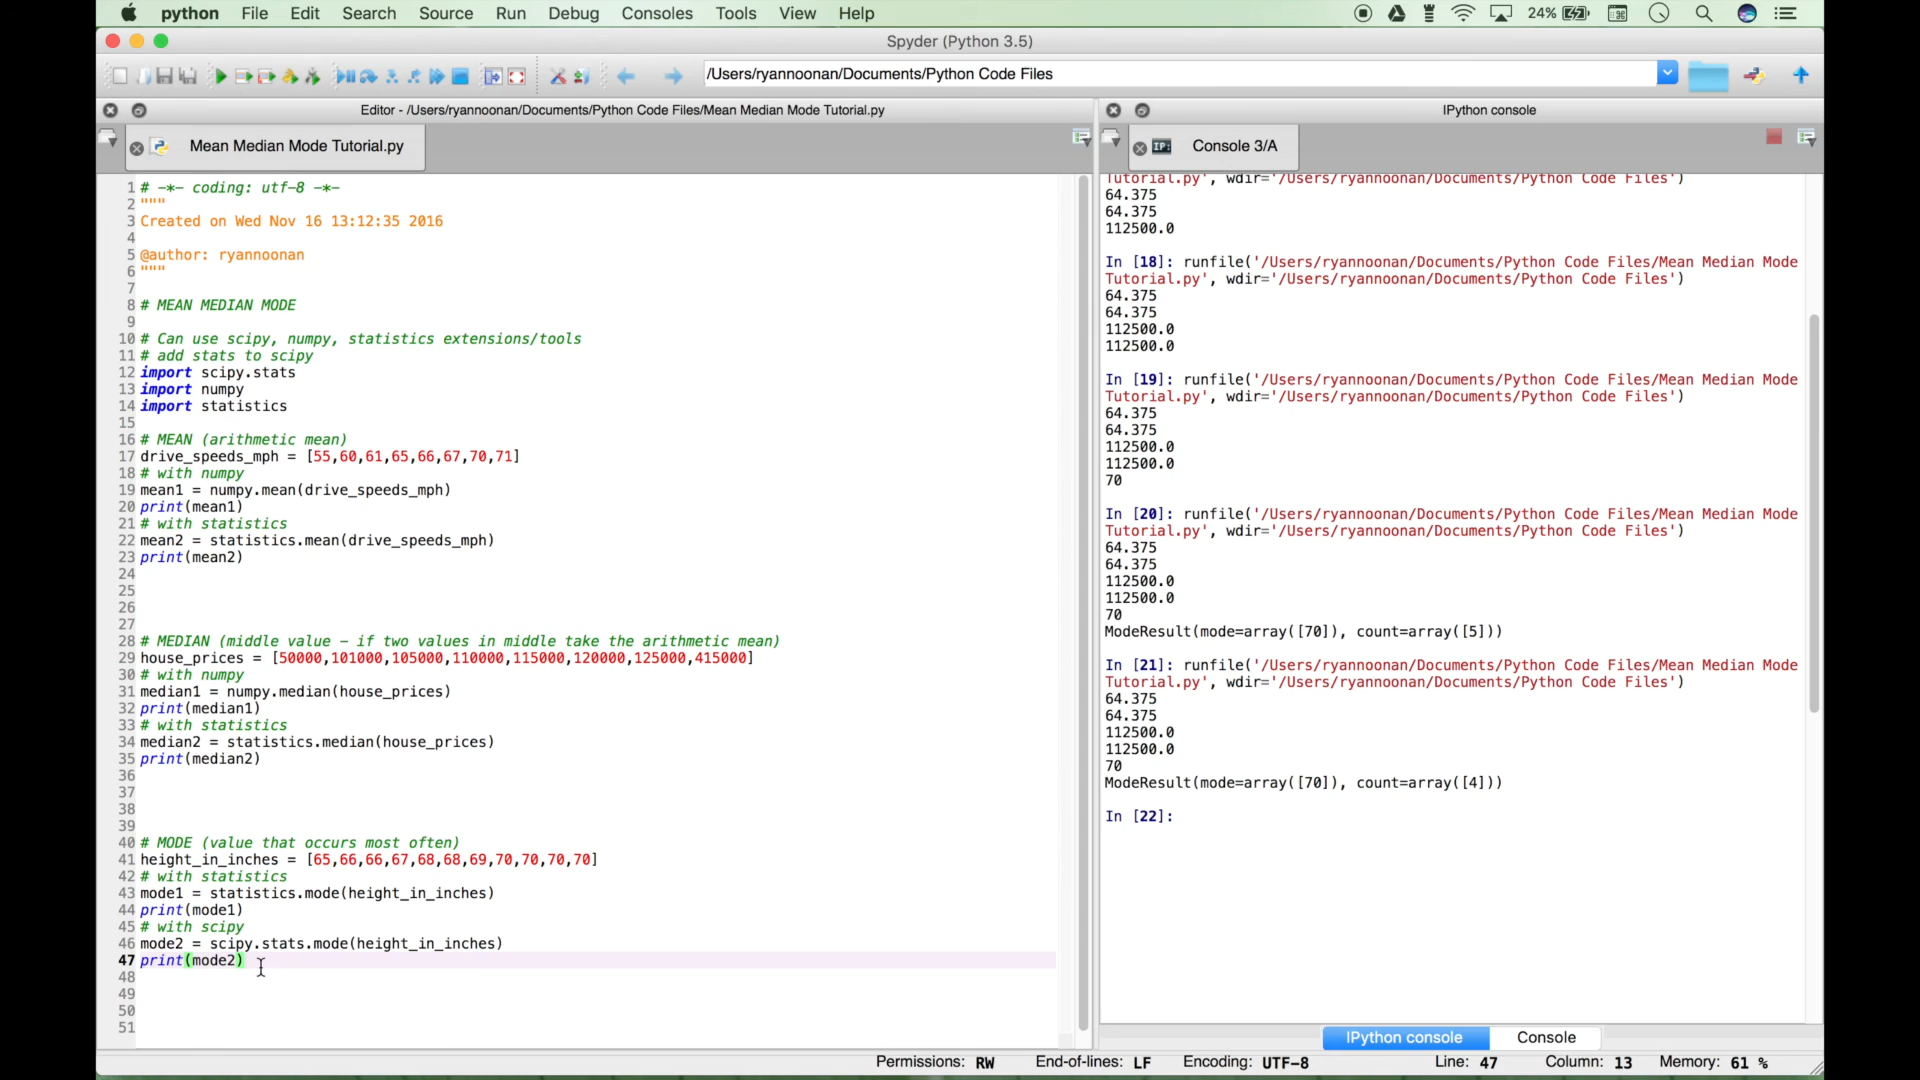 python File Edit Search Source Run Debug Consoles Tools View Help 24%
Spyder (Python 3.5)
/Users/ryannoonan/Documents/Python Code Files
Editor - /Users/ryannoonan/Documents/Python Code Files/Mean Median Mode Tutorial.py
Mean Median Mode Tutorial.py
1 # -*- coding: utf-8 -*-
2 """
3 Created on Wed Nov 16 13:12:35 2016
4
5 @author: ryannoonan
6 """
7
8 # MEAN MEDIAN MODE
9
10 # Can use scipy, numpy, statistics extensions/tools
11 # add stats to scipy
12 import scipy.stats
13 import numpy
14 import statistics
15
16 # MEAN (arithmetic mean)
17 drive_speeds_mph = [55,60,61,65,66,67,70,71]
18 # with numpy
19 mean1 = numpy.mean(drive_speeds_mph)
20 print(mean1)
21 # with statistics
22 mean2 = statistics.mean(drive_speeds_mph)
23 print(mean2)
24
25
26
27
28 # MEDIAN (middle value - if two values in middle take the arithmetic mean)
29 house_prices = [50000,101000,105000,110000,115000,120000,125000,415000]
30 # with numpy
31 median1 = numpy.median(house_prices)
32 print(median1)
33 # with statistics
34 median2 = statistics.median(house_prices)
35 print(median2)
36
37
38
39
40 # MODE (value that occurs most often)
41 height_in_inches = [65,66,66,67,68,68,69,70,70,70,70]
42 # with statistics
43 mode1 = statistics.mode(height_in_inches)
44 print(mode1)
45 # with scipy
46 mode2 = scipy.stats.mode(height_in_inches)
47 print(mode2)
48
49
50
51
IPython console
IP: Console 3/A
Tutorial.py', wdir='/Users/ryannoonan/Documents/Python Code Files')
64.375
64.375
112500.0
In [18]: runfile('/Users/ryannoonan/Documents/Python Code Files/Mean Median Mode
Tutorial.py', wdir='/Users/ryannoonan/Documents/Python Code Files')
64.375
64.375
112500.0
112500.0
In [19]: runfile('/Users/ryannoonan/Documents/Python Code Files/Mean Median Mode
Tutorial.py', wdir='/Users/ryannoonan/Documents/Python Code Files')
64.375
64.375
112500.0
112500.0
70
In [20]: runfile('/Users/ryannoonan/Documents/Python Code Files/Mean Median Mode
Tutorial.py', wdir='/Users/ryannoonan/Documents/Python Code Files')
64.375
64.375
112500.0
112500.0
70
ModeResult(mode=array([70]), count=array([5]))
In [21]: runfile('/Users/ryannoonan/Documents/Python Code Files/Mean Median Mode
Tutorial.py', wdir='/Users/ryannoonan/Documents/Python Code Files')
64.375
64.375
112500.0
112500.0
70
ModeResult(mode=array([70]), count=array([4]))
In [22]:
IPython console Console
Permissions: RW End-of-lines: LF Encoding: UTF-8 Line: 47 Column: 13 Memory: 61 %